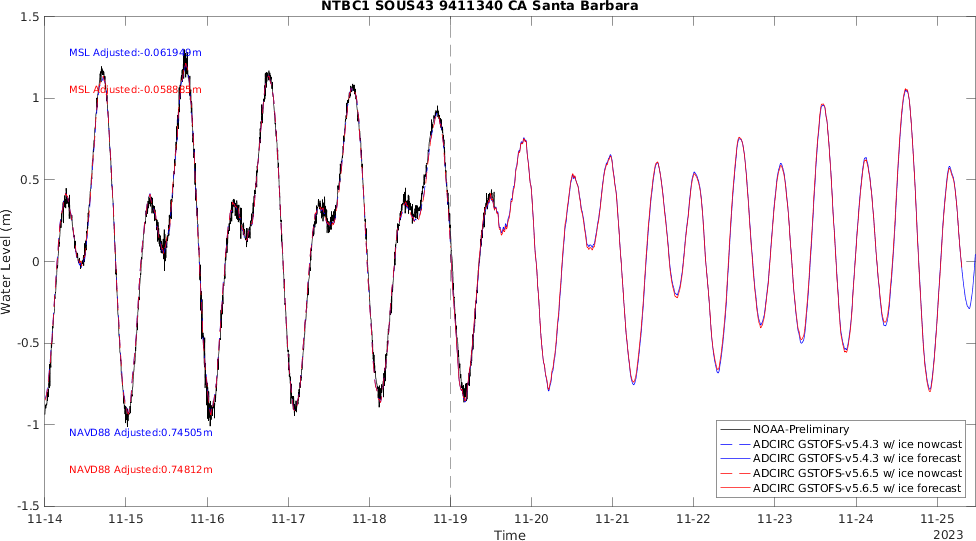 NTBC1 SOUS43 9411340 CA Santa Barbara
1.5
MSL Adjusted:-0.061949m
MSL Adjusted:-0.058835m
1
0.5
0
-0.5
-1
-1.5
Water Level (m)
NAVD88 Adjusted:0.74505m
NAVD88 Adjusted:0.74812m
NOAA-Preliminary
ADCIRC GSTOFS-v5.4.3 w/ ice nowcast
ADCIRC GSTOFS-v5.4.3 w/ ice forecast
ADCIRC GSTOFS-v5.6.5 w/ ice nowcast
ADCIRC GSTOFS-v5.6.5 w/ ice forecast
11-14 11-15 11-16 11-17 11-18 11-19 11-20 11-21 11-22 11-23 11-24 11-25
Time
2023